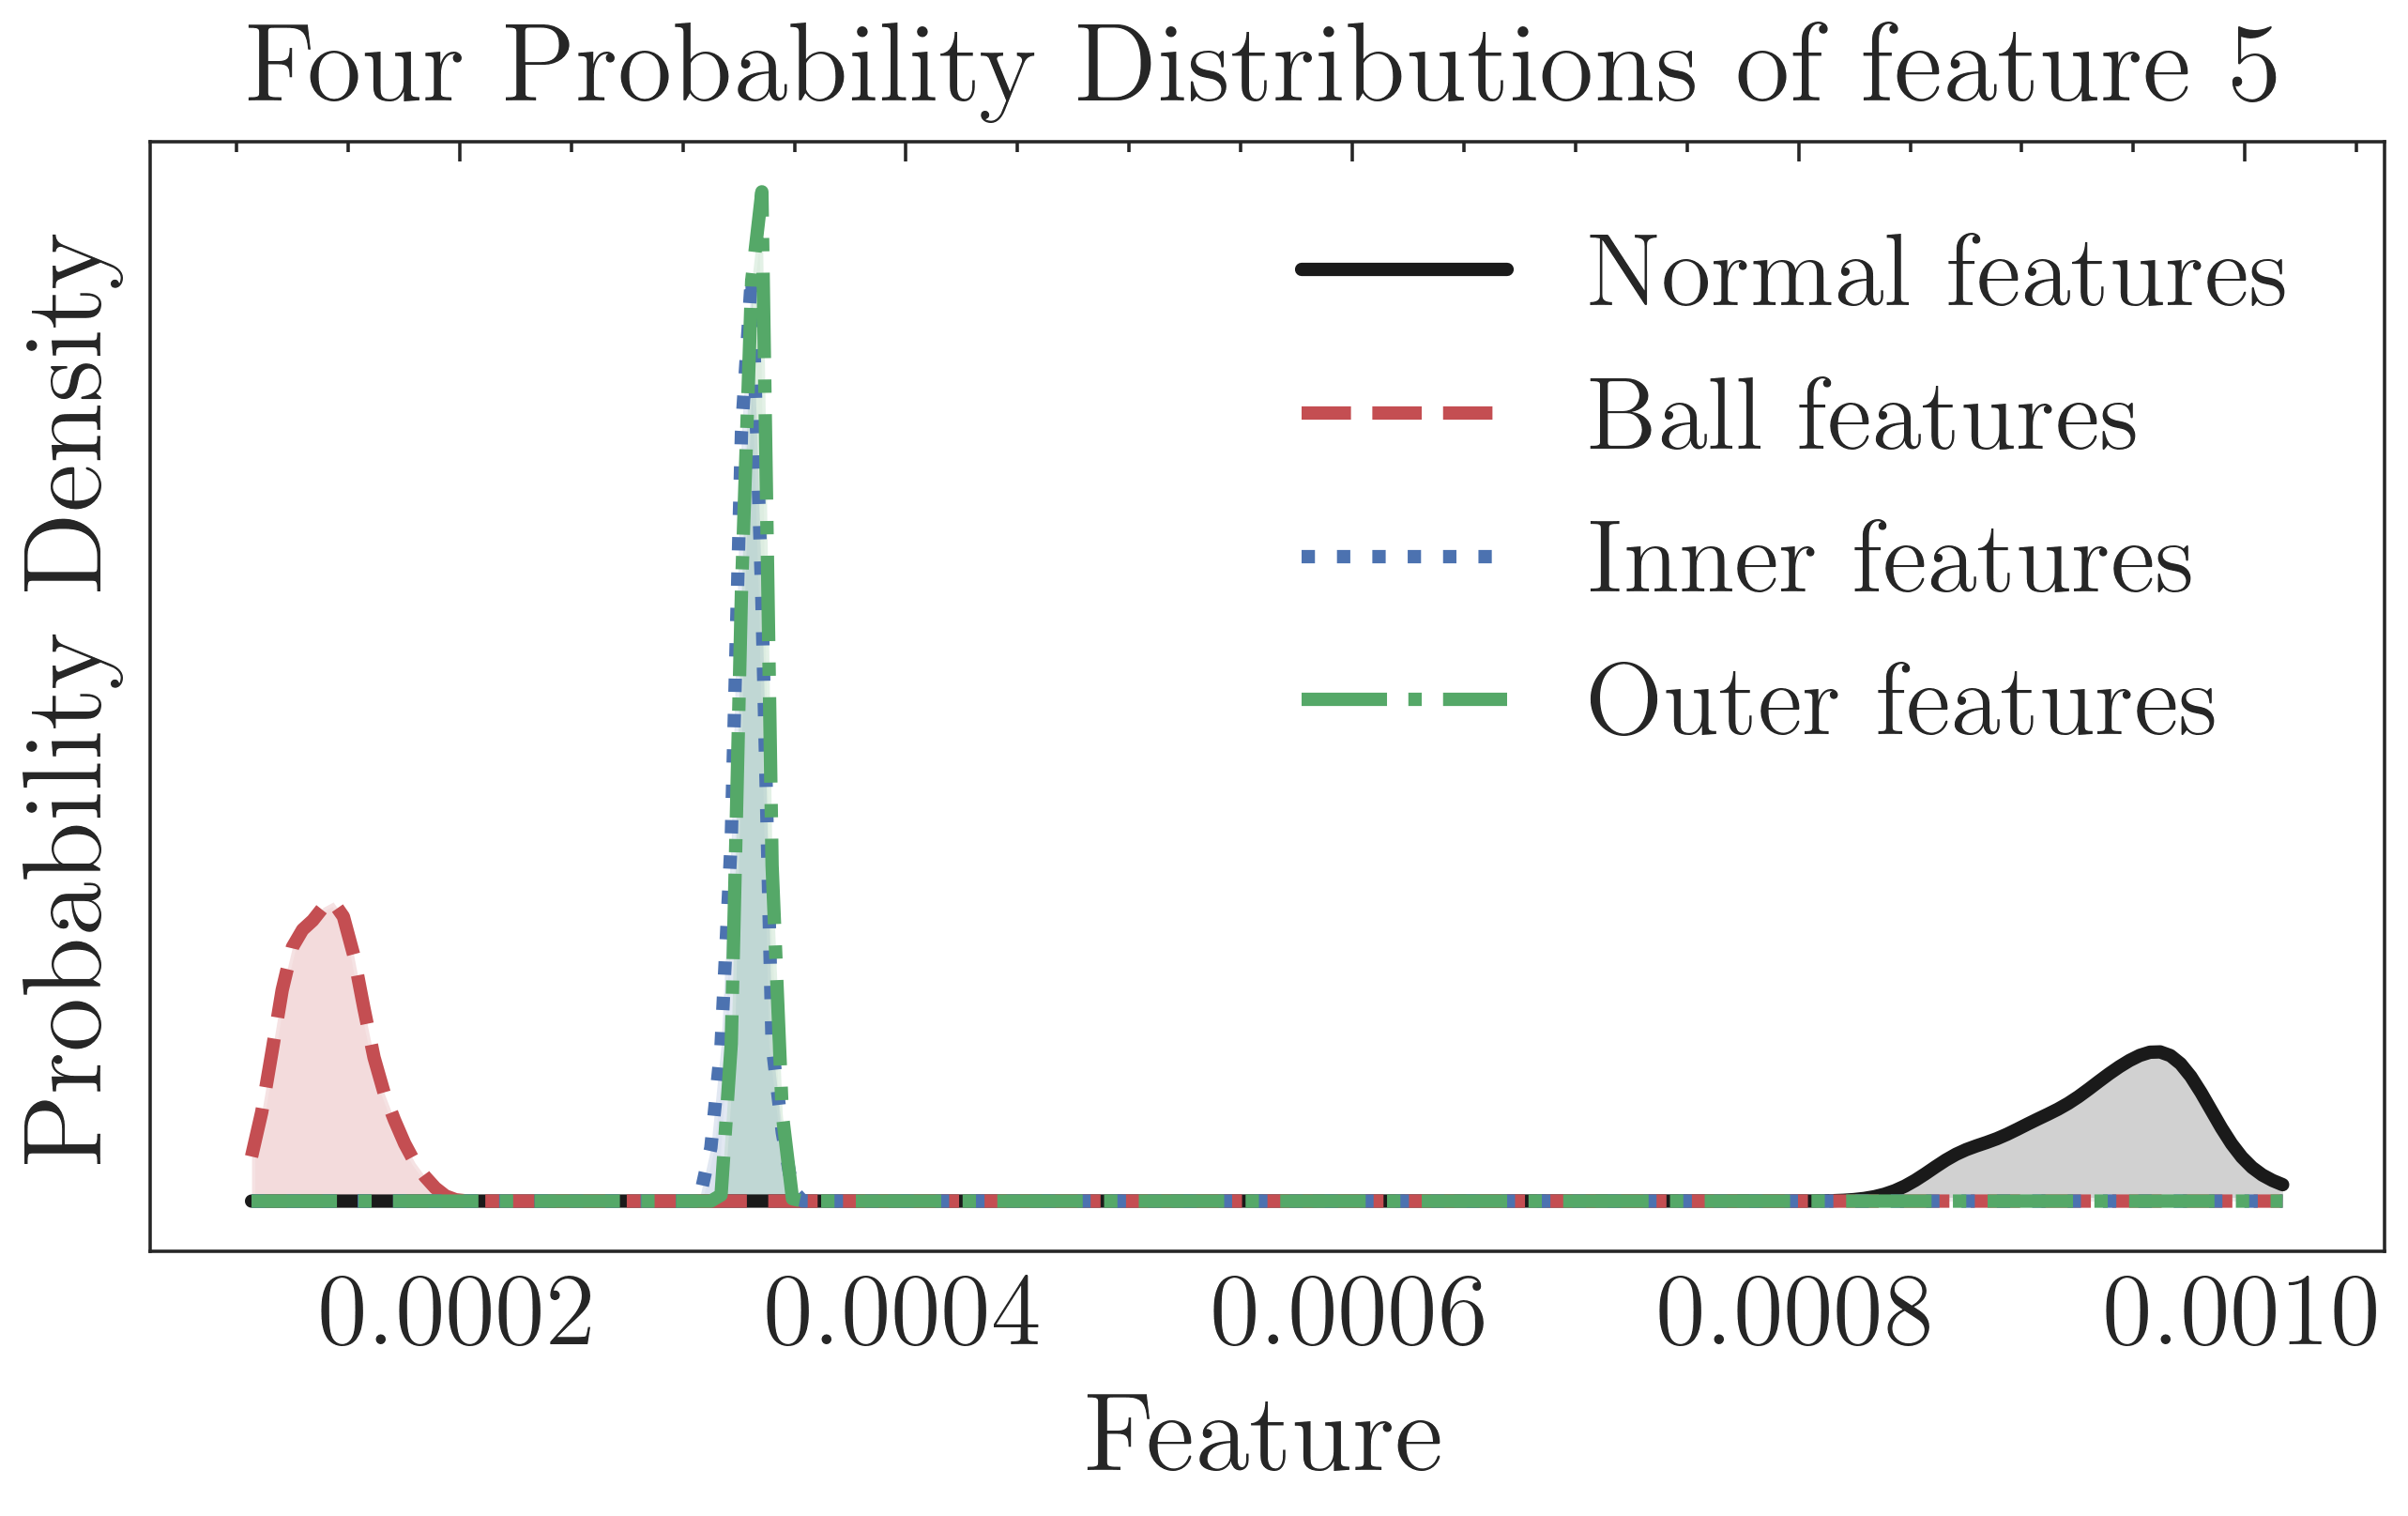 Four Probability Distributions of feature 5
Probability Density
Normal features
Ball features
Inner features
Outer features
0.0002 0.0004 0.0006 0.0008 0.0010
Feature